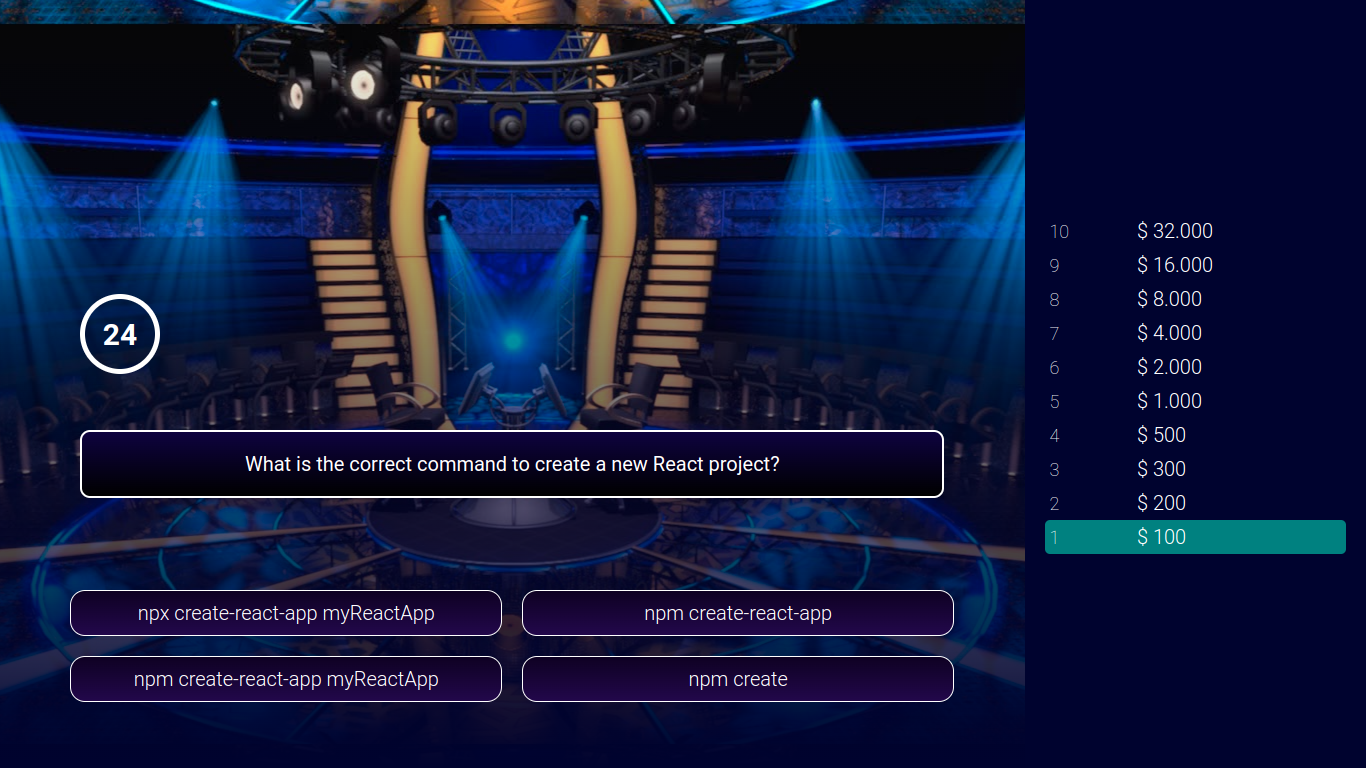 24
What is the correct command to create a new React project?
npx create-react-app myReactApp
npm create-react-app
npm create-react-app myReactApp
npm create
10 $ 32.000
9 $ 16.000
8 $ 8.000
7 $ 4.000
6 $ 2.000
5 $ 1.000
4 $ 500
3 $ 300
2 $ 200
1 $ 100